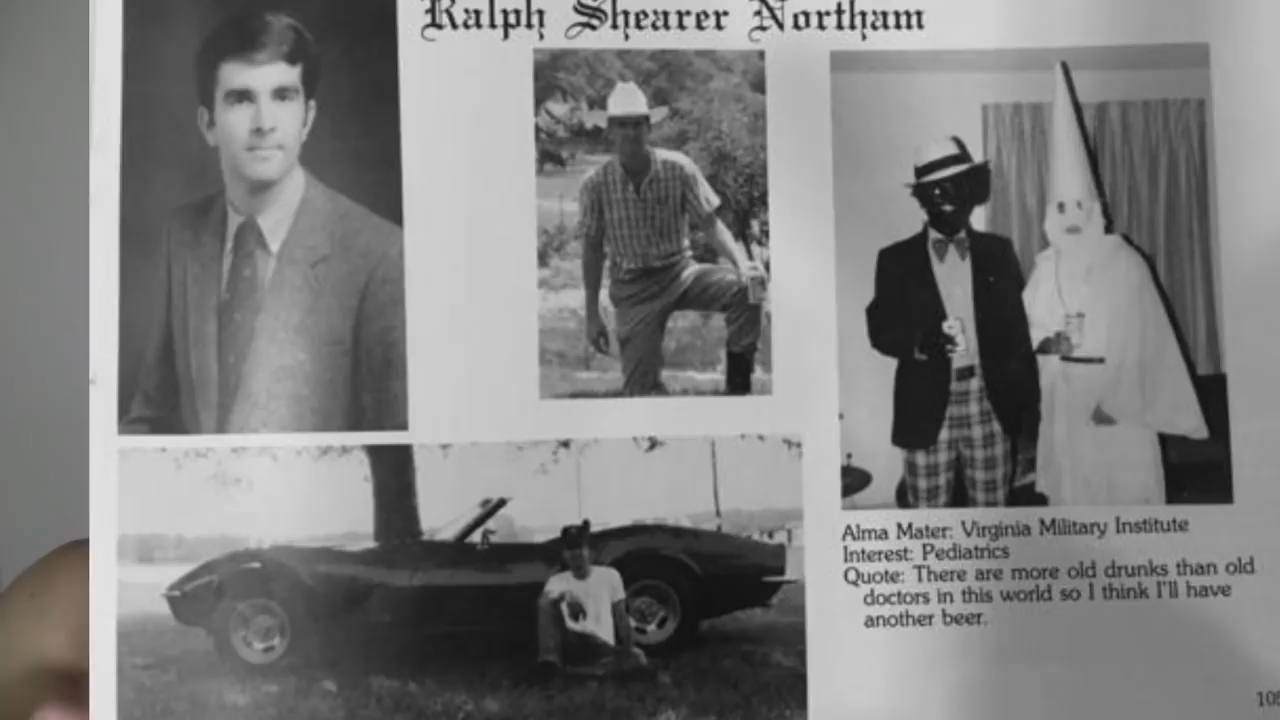 Ralph Shearer Northam
Alma Mater: Virginia Military Institute
Interest: Pediatrics
Quote: There are more old drunks than old
doctors in this world so I think I'll have
another beer.
105